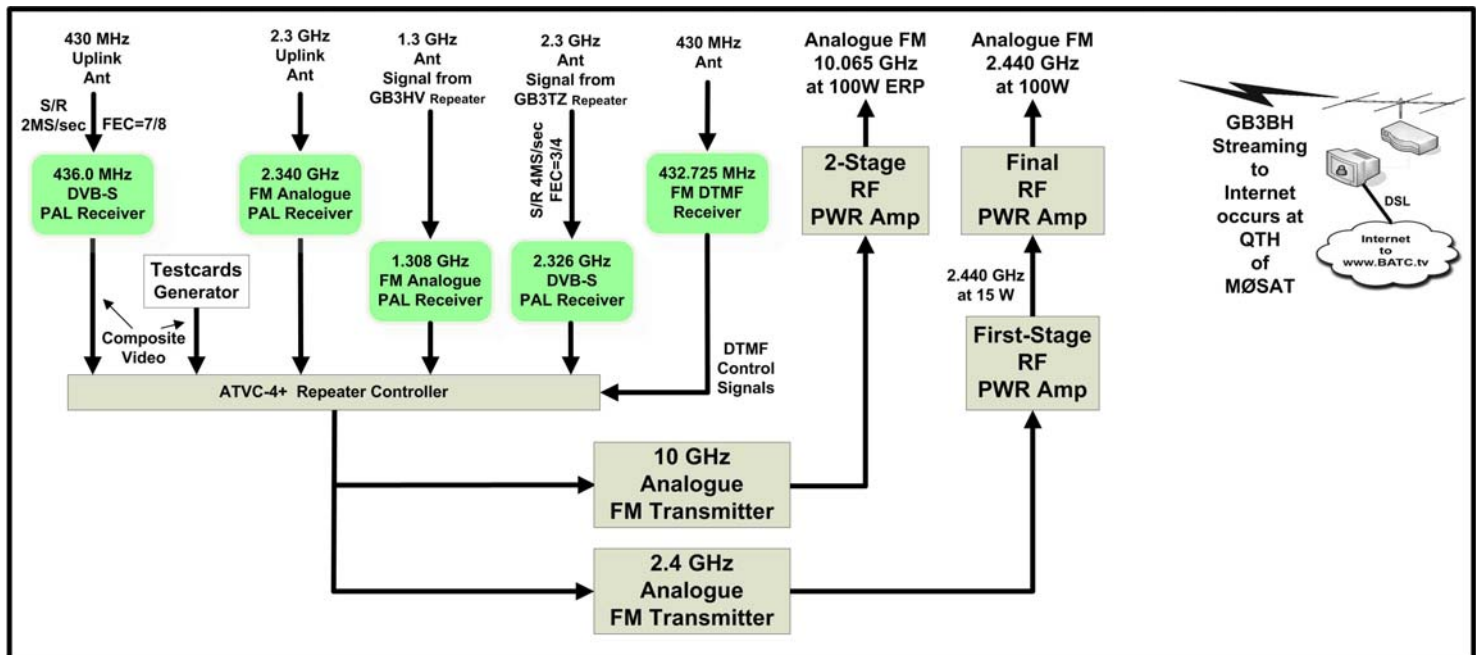 430 MHz
Uplink
Ant
S/R
2MS/sec
FEC=7/8
436.0 MHz
DVB-S
PAL Receiver
2.3 GHz
Uplink
Ant
2.340 GHz
FM Analogue
PAL Receiver
1.3 GHz
Ant
Signal from
GB3HV Repeater
1.308 GHz
FM Analogue
PAL Receiver
2.3 GHz
Ant
Signal from
GB3TZ Repeater
S/R 4MS/sec
FEC=3/4
2.326 GHz
DVB-S
PAL Receiver
430 MHz
Ant
432.725 MHz
FM DTMF
Receiver
Testcards
Generator
Composite
Video
DTMF
Control
Signals
ATVC-4+ Repeater Controller
Analogue FM
10.065 GHz
at 100W ERP
2-Stage
RF
PWR Amp
Analogue FM
2.440 GHz
at 100W
Final
RF
PWR Amp
2.440 GHz
at 15 W
First-Stage
RF
PWR Amp
10 GHz
Analogue
FM Transmitter
2.4 GHz
Analogue
FM Transmitter
GB3BH
Streaming
to
Internet
occurs at
QTH
of
MØSAT
DSL
Internet
to
www.BATC.tv